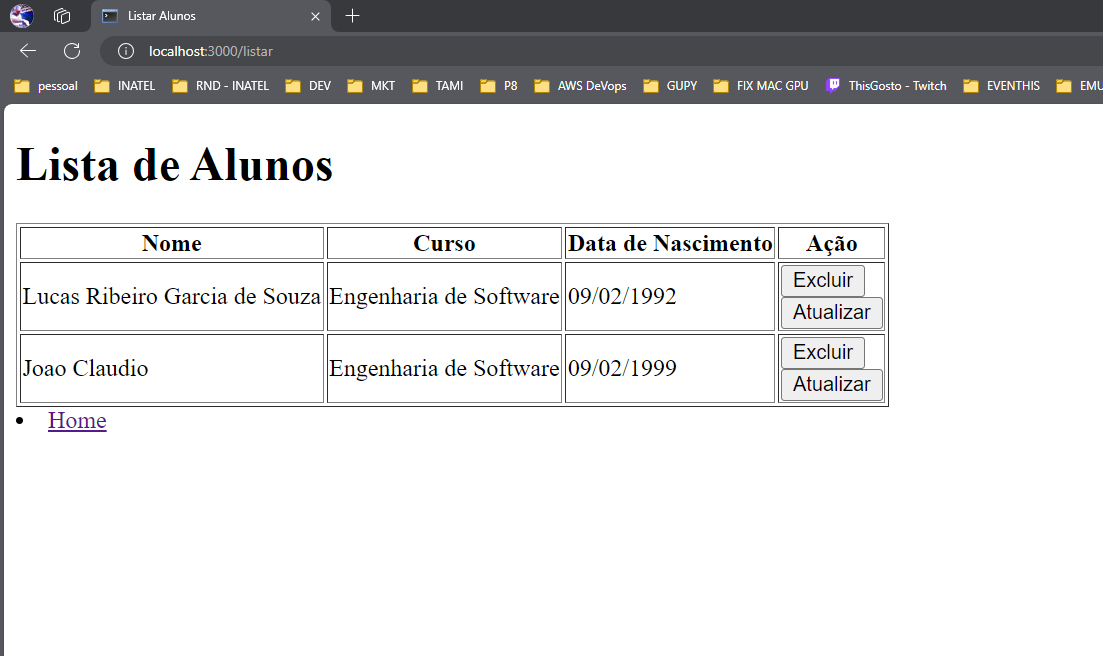 Listar Alunos
localhost:3000/listar
pessoal INATEL RND - INATEL DEV MKT TAMI P8 AWS DevOps GUPY FIX MAC GPU ThisGosto - Twitch EVENTHIS EMU
Lista de Alunos
Nome Curso Data de Nascimento Ação
Lucas Ribeiro Garcia de Souza Engenharia de Software 09/02/1992 Excluir
Atualizar
Joao Claudio Engenharia de Software 09/02/1999 Excluir
Atualizar
Home